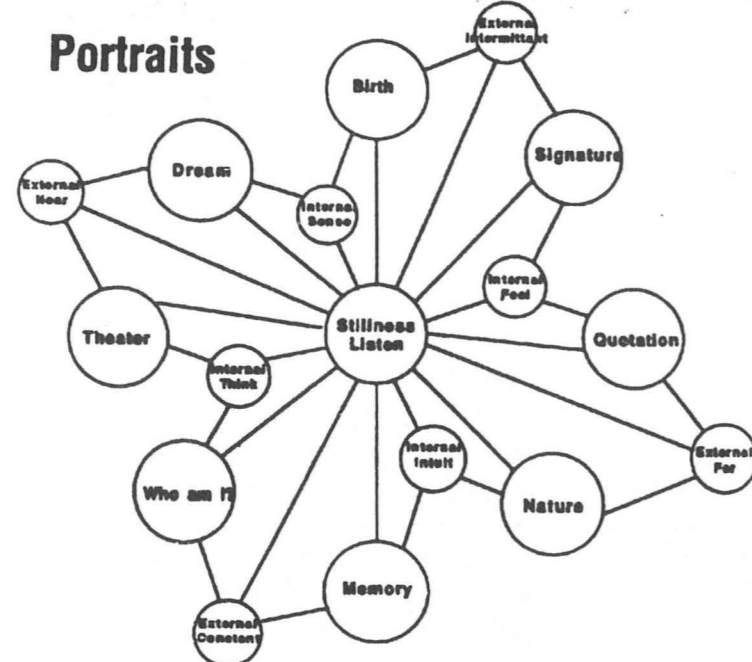 Portraits
External
Intermittant
Birth
Signature
Dream
External
Near
Internal
Sense
Internal
Feel
Stillness
Listen
Theater
Quotation
Internal
Think
Internal
Intuit
External
Far
Who am I?
Nature
Memory
External
Constant